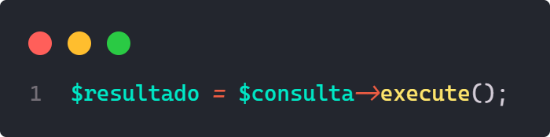 1 $resultado = $consulta->execute();